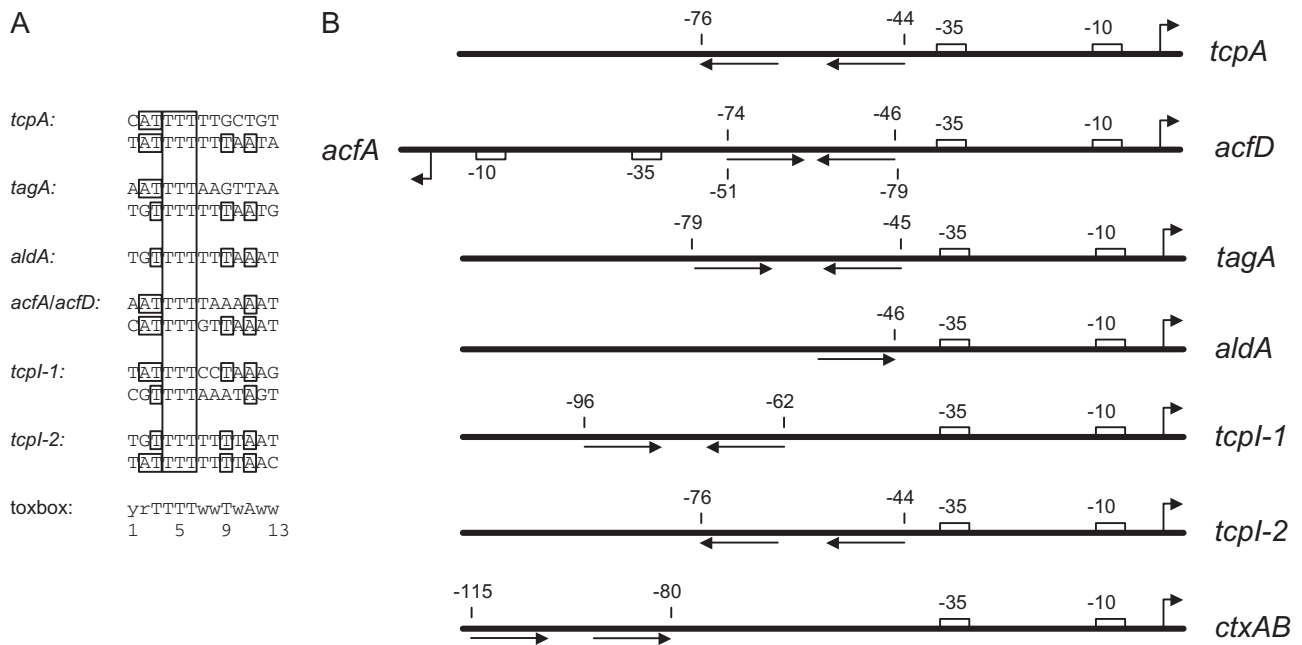 A
tcpA: CATTTTTTGCTGT
TATTTTTTTAATA
tagA: AATTTTTAAGTTAA
TGTTTTTTTAATG
aldA: TGTTTTTTTAAAT
acfA/acfD: AATTTTTTAAAAAT
CATTTTGTTAAAT
tcpI-1: TATTTTCCTAAAG
CGTTTTAAATAGT
tcpI-2: TGTTTTTTTTAAT
TATTTTTTTTAAC
toxbox: yrTTTTwwTwAww
1 5 9 13
B
-76 -44 -35 -10
tcpA
-74 -46 -35 -10
acfA acfD
-10 -35 -51 -79
-79 -45 -35 -10
tagA
-46 -35 -10
aldA
-96 -62 -35 -10
tcpI-1
-76 -44 -35 -10
tcpI-2
-115 -80 -35 -10
ctxAB